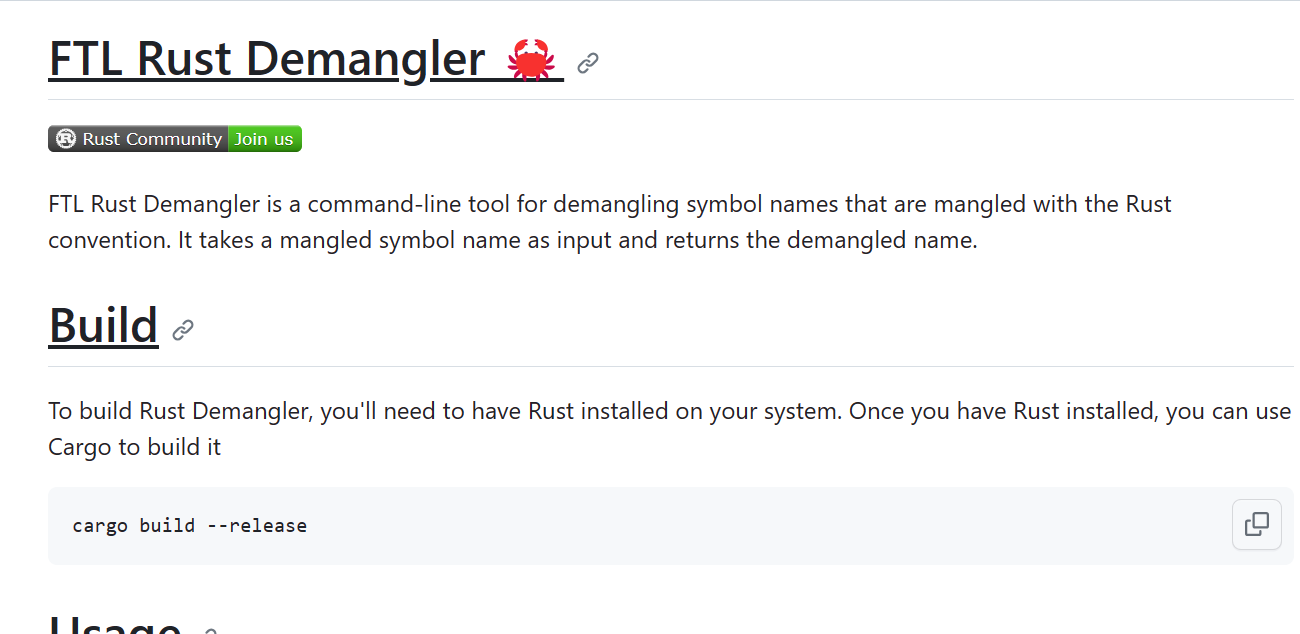 FTL Rust Demangler 🦀
Rust Community Join us
FTL Rust Demangler is a command-line tool for demangling symbol names that are mangled with the Rust
convention. It takes a mangled symbol name as input and returns the demangled name.
Build
To build Rust Demangler, you'll need to have Rust installed on your system. Once you have Rust installed, you can use
Cargo to build it
cargo build --release
Usage